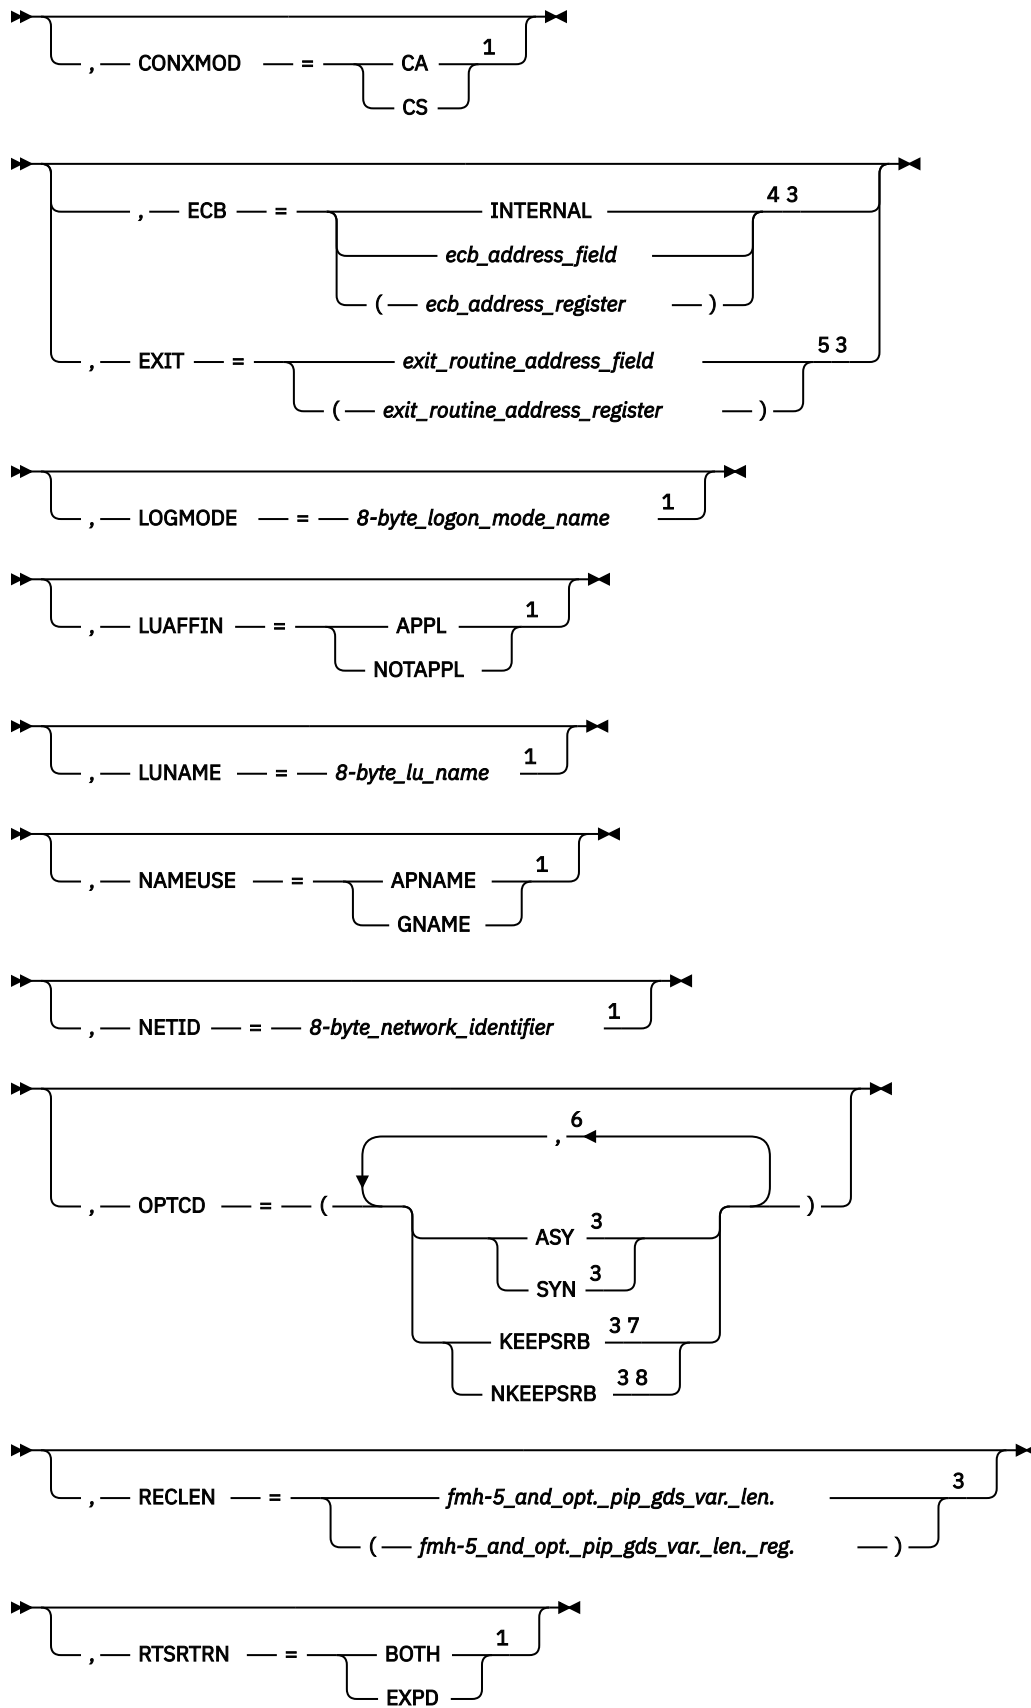 , CONXMOD = CA 1
CS
, ECB = INTERNAL 4 3
ecb_address_field
( ecb_address_register )
, EXIT = exit_routine_address_field 5 3
( exit_routine_address_register )
, LOGMODE = 8-byte_logon_mode_name 1
, LUAFFIN = APPL 1
NOTAPPL
, LUNAME = 8-byte_lu_name 1
, NAMEUSE = APNAME 1
GNAME
, NETID = 8-byte_network_identifier 1
, 6
, OPTCD = ( )
ASY 3
SYN 3
KEEPSRB 3 7
NKEEPSRB 3 8
, RECLEN = fmh-5_and_opt._pip_gds_var._len. 3
( fmh-5_and_opt._pip_gds_var._len._reg. )
, RTSRTRN = BOTH 1
EXPD